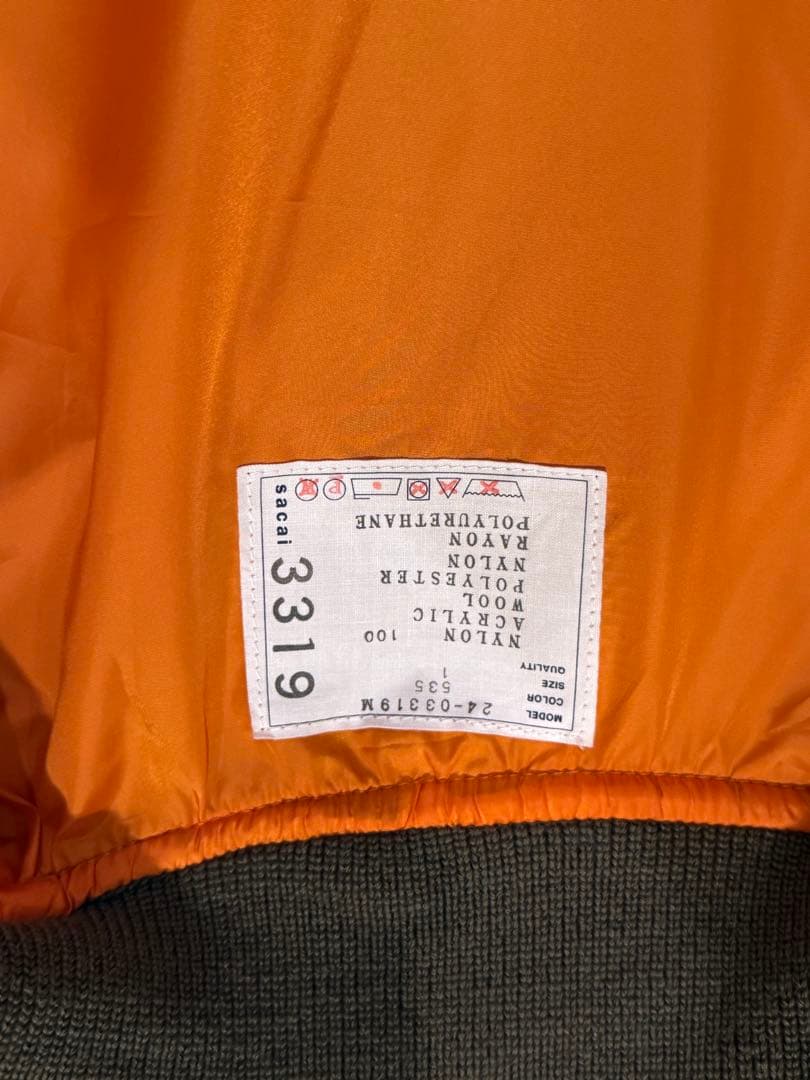 MODEL 24-03319M
COLOR 535
SIZE 1
QUALITY
NYLON 100
ACRYLIC
WOOL
POLYESTER
NYLON
RAYON
POLYURETHANE
3319
sacai
P
W